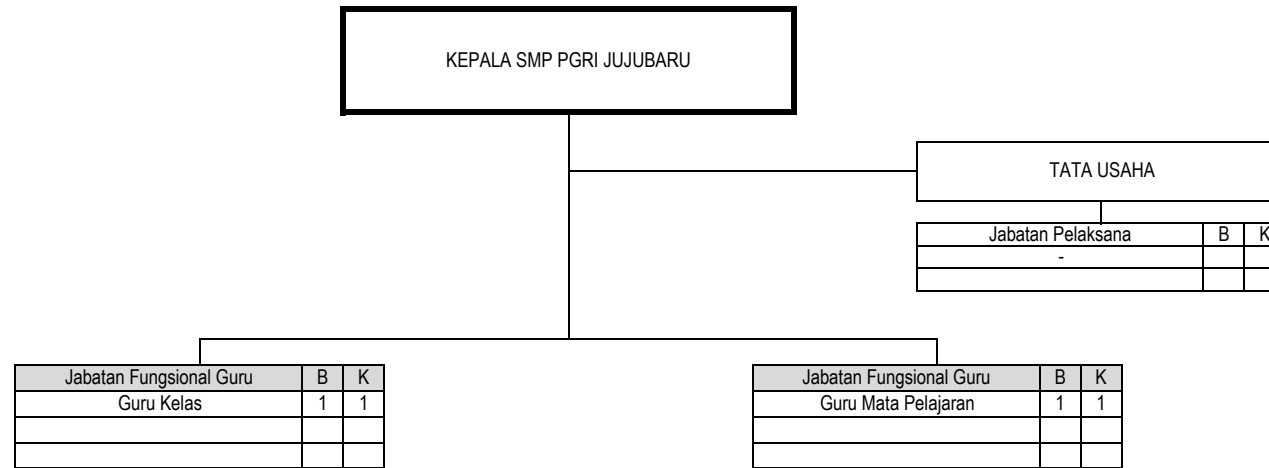 KEPALA SMP PGRI JUJUBARU
TATA USAHA
Jabatan Pelaksana B K
-
Jabatan Fungsional Guru B K
Guru Kelas 1 1
Jabatan Fungsional Guru B K
Guru Mata Pelajaran 1 1